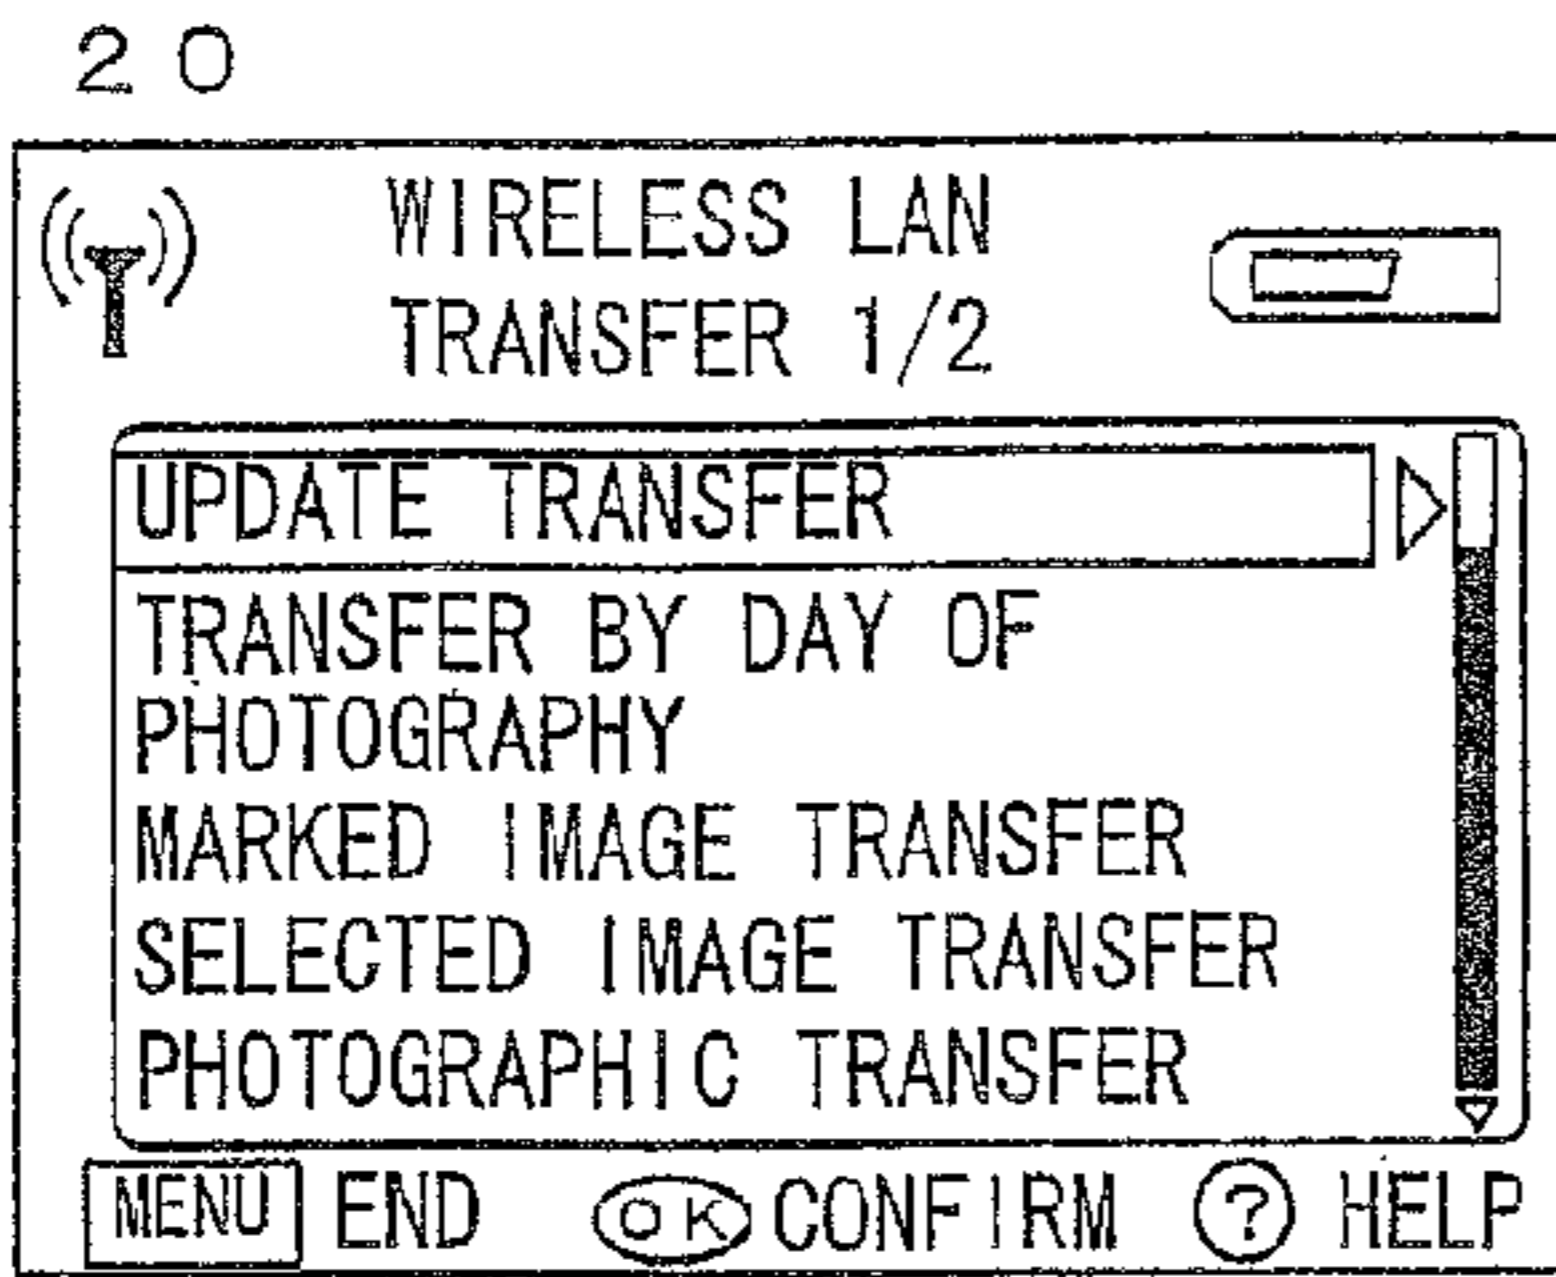 20
WIRELESS LAN
TRANSFER 1/2
UPDATE TRANSFER
TRANSFER BY DAY OF
PHOTOGRAPHY
MARKED IMAGE TRANSFER
SELECTED IMAGE TRANSFER
PHOTOGRAPHIC TRANSFER
MENU END OK CONFIRM ? HELP